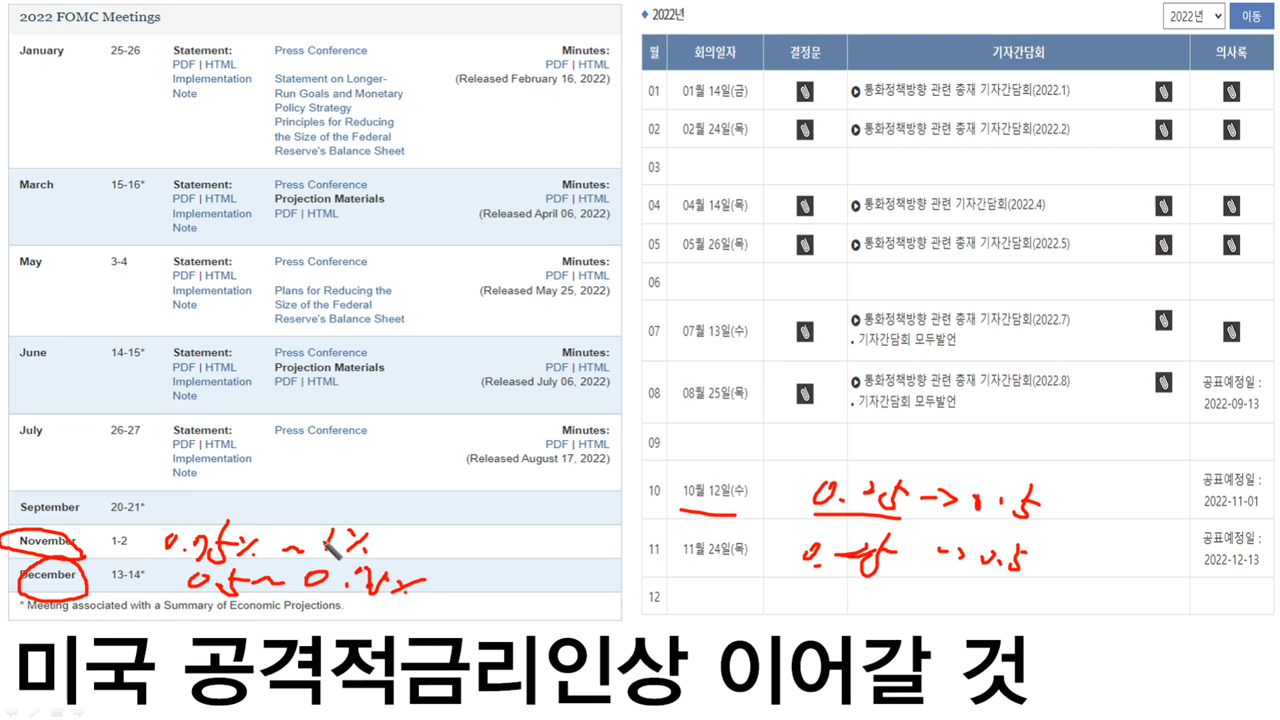 2022 FOMC Meetings
January 25-26 Statement: Press Conference Minutes:
PDF | HTML PDF | HTML
Implementation Statement on Longer- (Released February 16, 2022)
Note Run Goals and Monetary
Policy Strategy
Principles for Reducing
the Size of the Federal
Reserve's Balance Sheet
March 15-16* Statement: Press Conference Minutes:
PDF | HTML Projection Materials PDF | HTML
Implementation PDF | HTML (Released April 06, 2022)
Note
May 3-4 Statement: Press Conference Minutes:
PDF | HTML PDF | HTML
Implementation Plans for Reducing the (Released May 25, 2022)
Note Size of the Federal
Reserve's Balance Sheet
June 14-15* Statement: Press Conference Minutes:
PDF | HTML Projection Materials PDF | HTML
Implementation PDF | HTML (Released July 06, 2022)
Note
July 26-27 Statement: Press Conference Minutes:
PDF | HTML PDF | HTML
Implementation (Released August 17, 2022)
Note
September 20-21*
November 1-2 0.75% ~ 1%
December 13-14* 0.5 ~
* Meeting associated with a Summary of Economic Projections.
2022년 2022년 이동
월 회의일자 결정문 기자간담회 의사록
01 01월 14일(금) 통화정책방향 관련 총재 기자간담회(2022.1)
02 02월 24일(목) 통화정책방향 관련 총재 기자간담회(2022.2)
03
04 04월 14일(목) 통화정책방향 관련 기자간담회(2022.4)
05 05월 26일(목) 통화정책방향 관련 총재 기자간담회(2022.5)
06
07 07월 13일(수) 통화정책방향 관련 총재 기자간담회(2022.7)
기자간담회 모두발언
08 08월 25일(목) 통화정책방향 관련 총재 기자간담회(2022.8) 공표예정일 :
기자간담회 모두발언 2022-09-13
09
10 10월 12일(수) 0.25 → 0.5 공표예정일 :
2022-11-01
11 11월 24일(목) → 0.5 공표예정일 :
2022-12-13
12
미국 공격적금리인상 이어갈 것